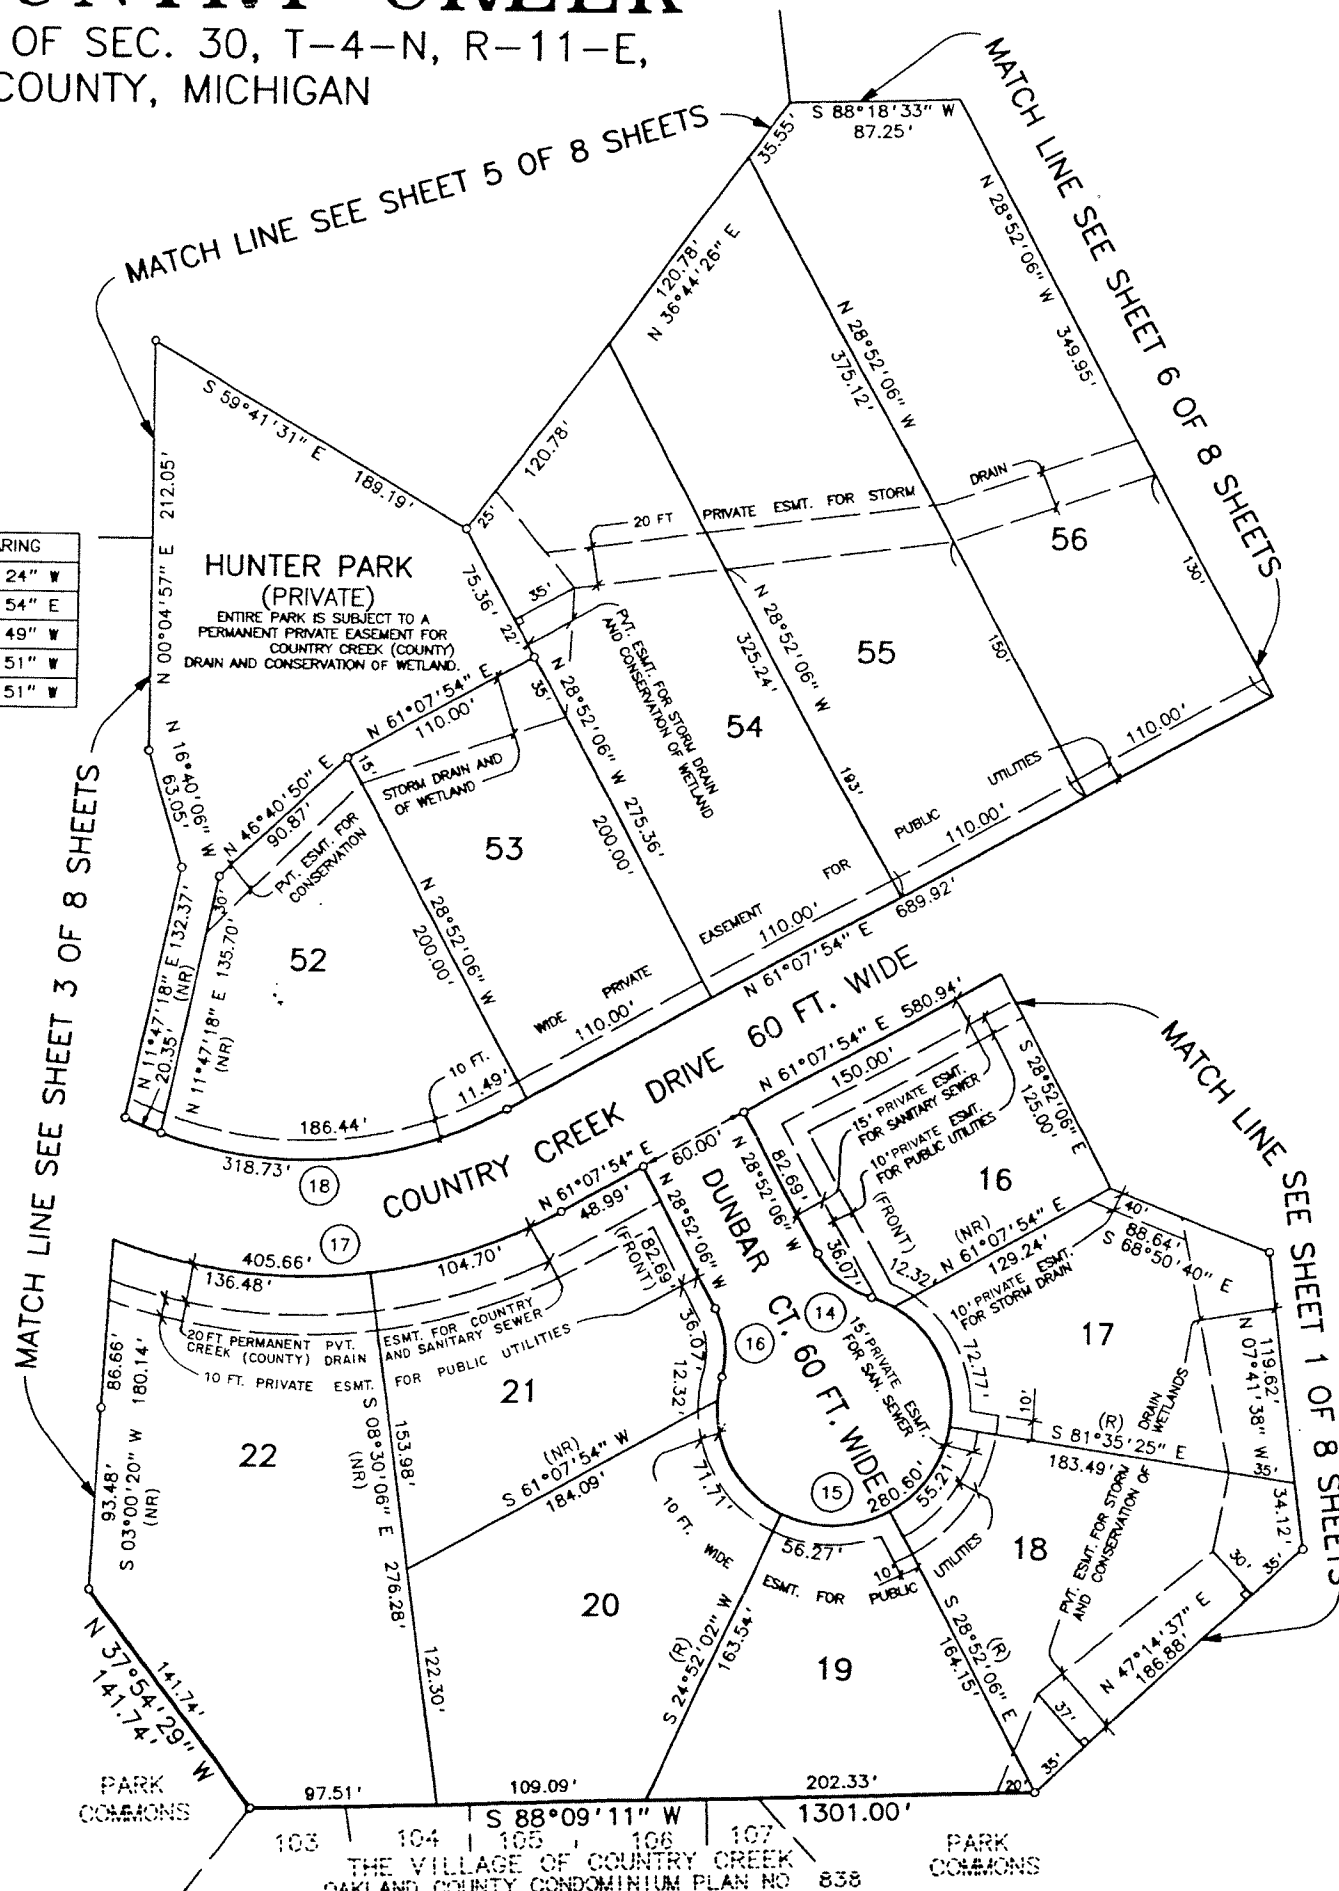 OUNTRY CREEK
OF SEC. 30, T-4-N, R-11-E,
COUNTY, MICHIGAN
MATCH LINE SEE SHEET 5 OF 8 SHEETS
MATCH LINE SEE SHEET 6 OF 8 SHEETS
S 88°18'33" W
87.25'
35.55'
120.78'
N 36°44'26" E
120.78'
N 28°52'06" W 349.95'
N 28°52'06" W
375.12'
S 59°41'31" E
189.19'
N 00°04'57" E 212.05'
RING
24" W
54" E
49" W
51" W
51" W
HUNTER PARK
(PRIVATE)
ENTIRE PARK IS SUBJECT TO A
PERMANENT PRIVATE EASEMENT FOR
COUNTRY CREEK (COUNTY)
DRAIN AND CONSERVATION OF WETLAND.
25'
75.36'
22'
35'
20 FT PRIVATE ESMT. FOR STORM DRAIN
56
130'
55
150'
N 28°52'06" W
325.24'
PVT. ESMT. FOR STORM DRAIN
AND CONSERVATION OF WETLAND
54
193'
N 61°07'54" E
110.00'
35'
N 28°52'06" W 275.36'
200.00'
15'
STORM DRAIN AND
OF WETLAND
53
N 16°40'06" W
63.05'
N 46°40'50" E
90.87'
PVT. ESMT. FOR
CONSERVATION
30'
52
N 28°52'06" W
200.00'
N 11°47'18" E 132.37'
(NR)
20.35'
N 11°47'18" E 135.70'
(NR)
MATCH LINE SEE SHEET 3 OF 8 SHEETS
10 FT. WIDE PRIVATE EASEMENT FOR PUBLIC UTILITIES
11.49'
110.00'
110.00'
110.00'
110.00'
N 61°07'54" E 689.92'
186.44'
318.73'
18
COUNTRY CREEK DRIVE 60 FT. WIDE
N 61°07'54" E 580.94'
150.00'
MATCH LINE SEE SHEET 1 OF 8 SHEETS
S 28°52'06" E
125.00'
15' PRIVATE ESMT.
FOR SANITARY SEWER
10' PRIVATE ESMT.
FOR PUBLIC UTILITIES
16
(FRONT)
82.69'
N 28°52'06" W
36.07'
12.32'
(NR)
N 61°07'54" E
129.24'
10' PRIVATE ESMT.
FOR STORM DRAIN
40'
88.64'
S 68°50'40" E
17
405.66'
136.48'
104.70'
N 61°07'54" E
48.99'
60.00'
DUNBAR CT. 60 FT. WIDE
N 28°52'06" W
82.69'
(FRONT)
36.07'
12.32'
14
16
15
17
15' PRIVATE ESMT.
FOR SAN. SEWER
72.77'
10'
N 07°41'38" W
119.62'
35'
34.12'
(R)
S 81°35'25" E
183.49'
20 FT PERMANENT PVT. ESMT. FOR COUNTRY
CREEK (COUNTY) DRAIN AND SANITARY SEWER
10 FT. PRIVATE ESMT. FOR PUBLIC UTILITIES
86.66'
93.48'
S 03°00'20" W 180.14'
(NR)
22
21
153.98'
S 08°30'06" E 276.28'
(NR)
122.30'
(NR)
S 61°07'54" W
184.09'
71.71'
280.60'
55.21'
56.27'
10'
10 FT. WIDE ESMT. FOR PUBLIC UTILITIES
18
PVT. ESMT. FOR STORM DRAIN
AND CONSERVATION OF WETLANDS
30'
35'
N 47°14'37" E
186.88'
37'
35'
20'
20
(R)
S 24°52'02" W
163.54'
19
(R)
S 28°52'06" E
164.15'
141.74'
N 37°54'29" W
141.74'
PARK
COMMONS
97.51'
109.09'
202.33'
S 88°09'11" W 1301.00'
103 104 105 106 107
THE VILLAGE OF COUNTRY CREEK
OAKLAND COUNTY CONDOMINIUM PLAN NO 838
PARK
COMMONS